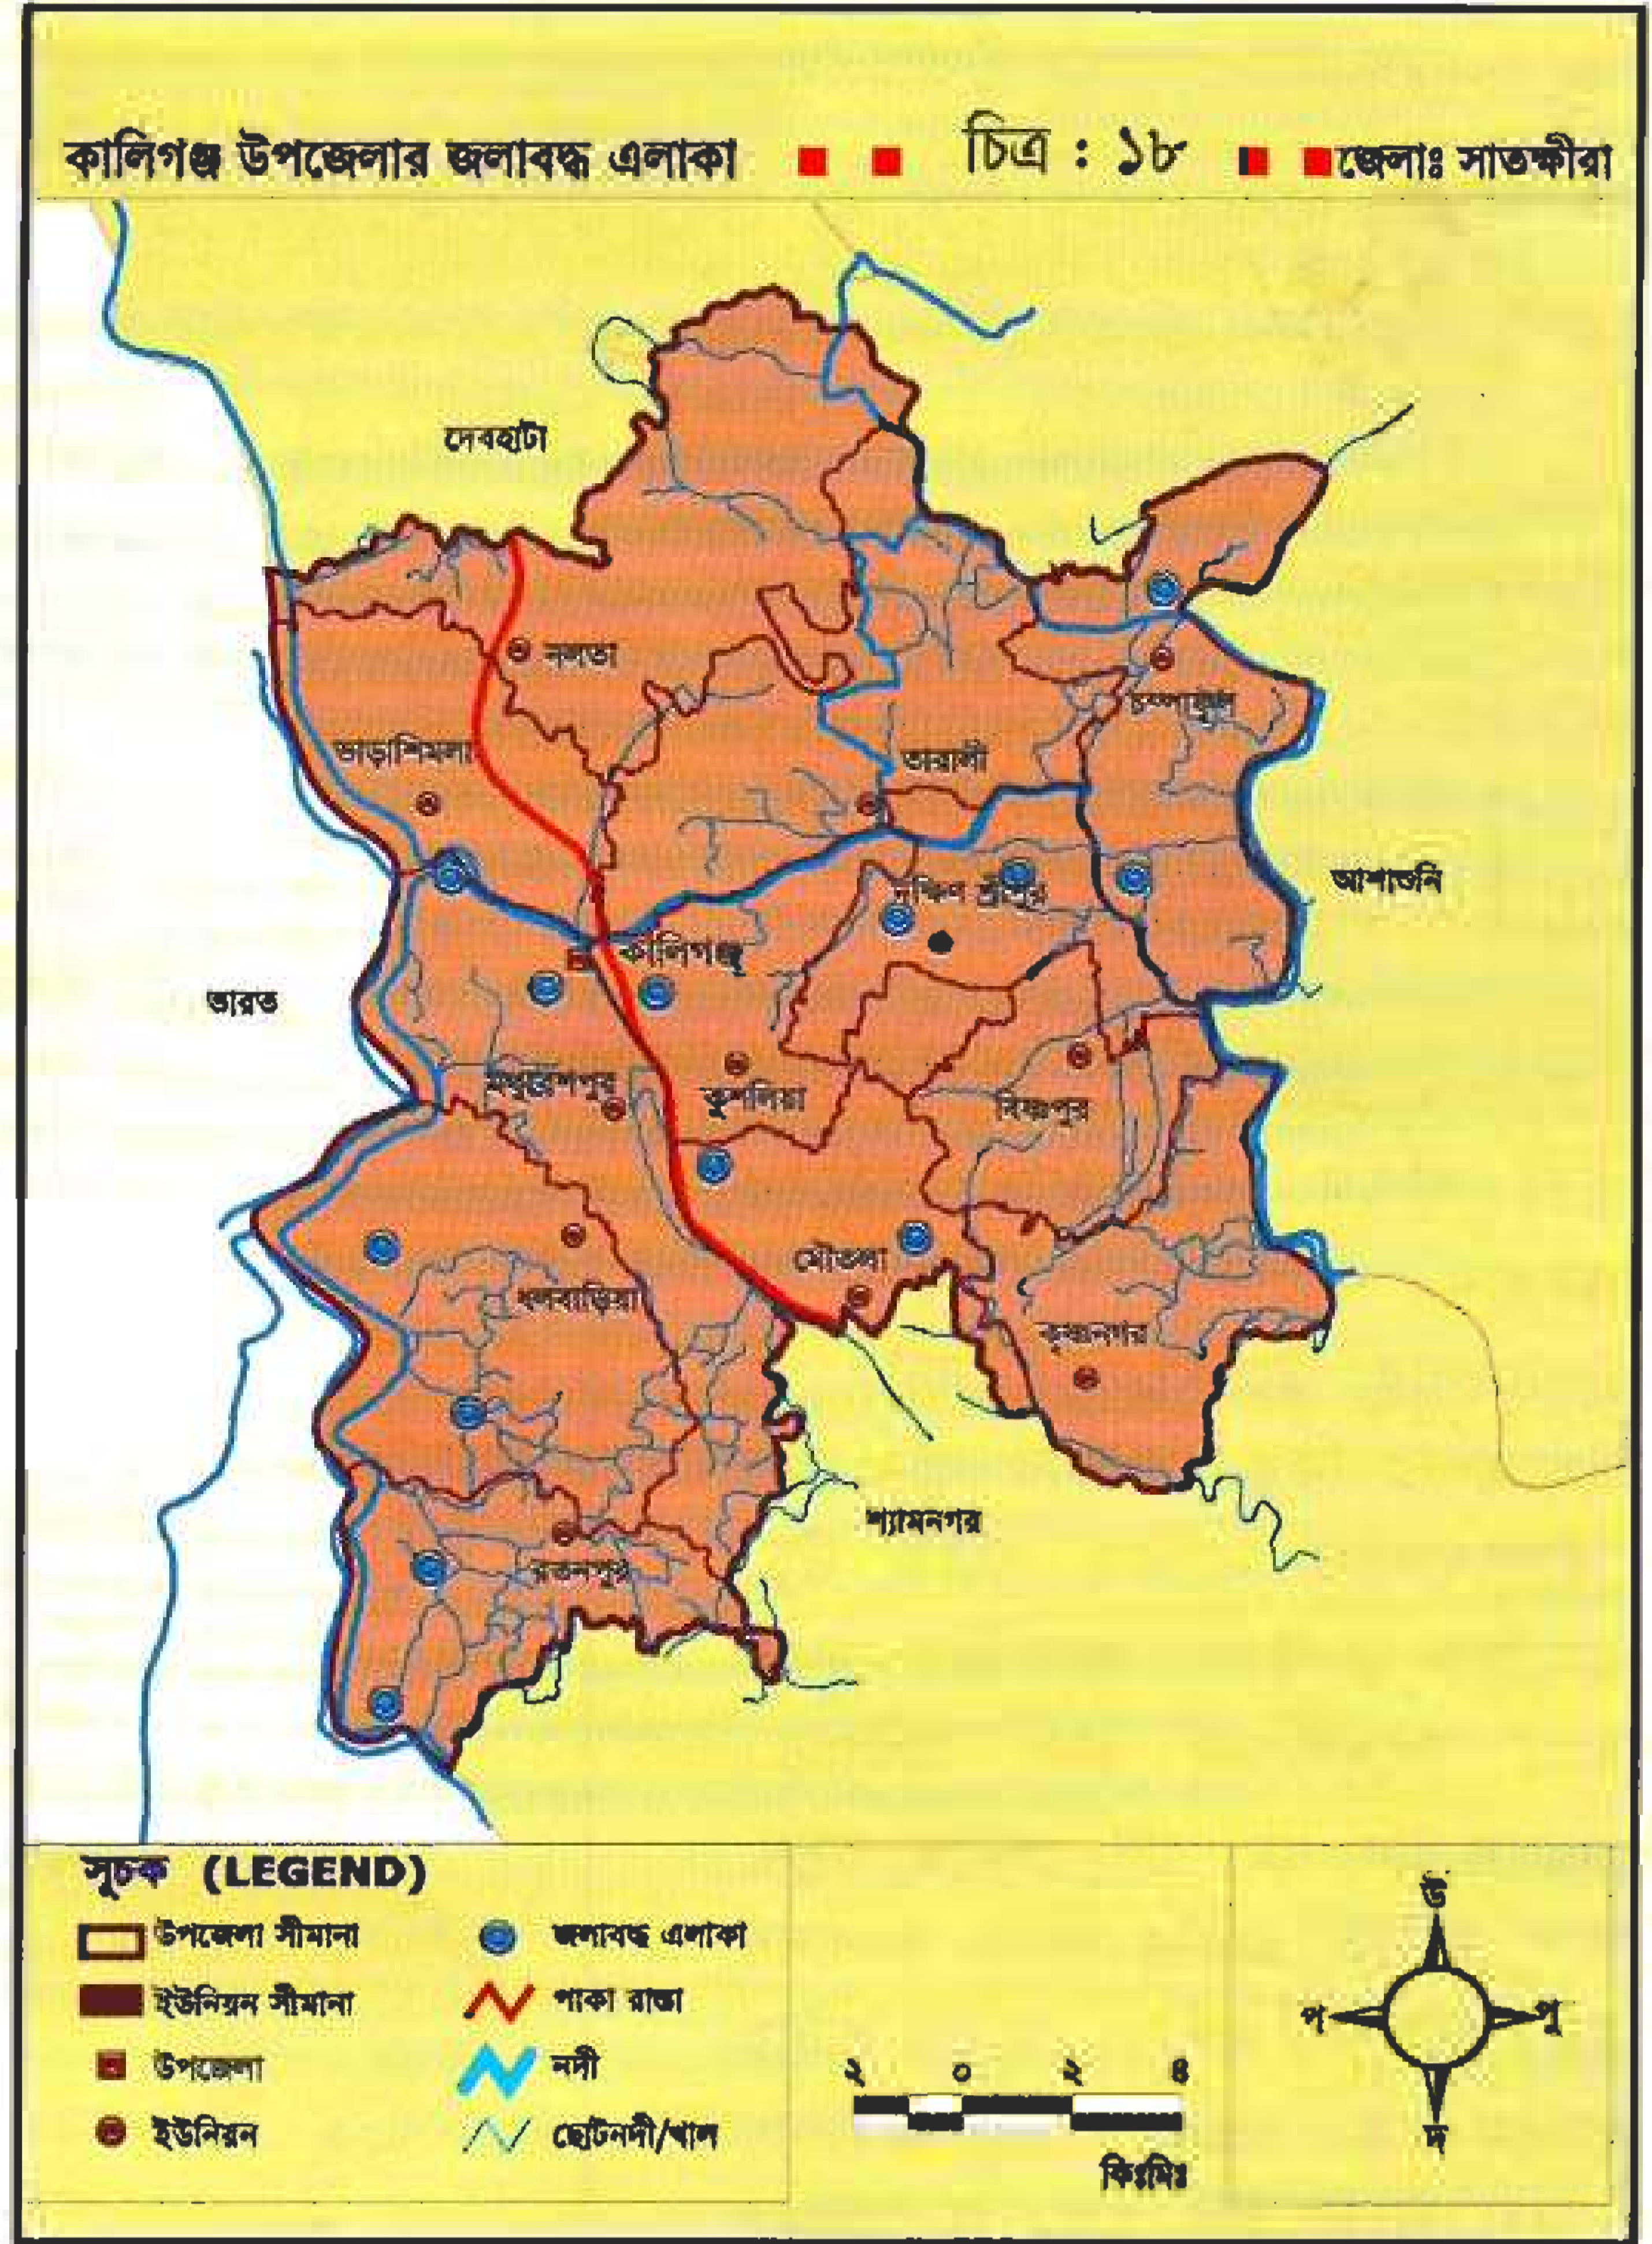 কালিগঞ্জ উপজেলার জলাবদ্ধ এলাকা চিত্র : ১৮ জেলাঃ সাতক্ষীরা
দেবহাটা
নলতা
চম্পাফুল
ভাড়াশিমলা
তারালী
আশাশুনি
দক্ষিণ শ্রীপুর
কালিগঞ্জ
ভারত
মথুরেশপুর
কুশলিয়া
বিষ্ণুপুর
মৌতলা
ধলবাড়িয়া
কৃষ্ণনগর
শ্যামনগর
রতনপুর
সূচক (LEGEND)
উপজেলা সীমানা
ইউনিয়ন সীমানা
উপজেলা
ইউনিয়ন
জলাবদ্ধ এলাকা
পাকা রাস্তা
নদী
ছোটনদী/খাল
২ ০ ২ ৪
কিঃমিঃ
উ
প
পু
দ